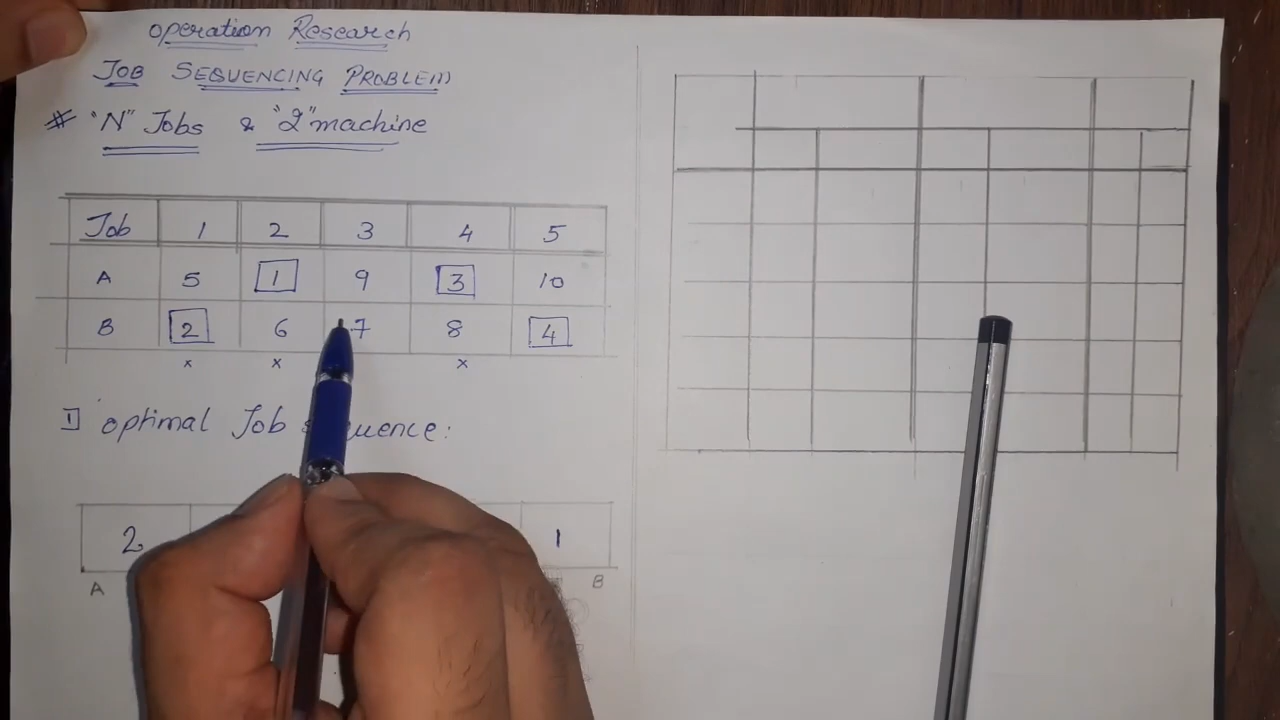 Operation Research
JOB SEQUENCING PROBLEM
# "N" Jobs & "2" machine
Job 1 2 3 4 5
A 5 1 9 3 10
B 2 6 7 8 4
x x x
1] optimal Job :
2 1
A B